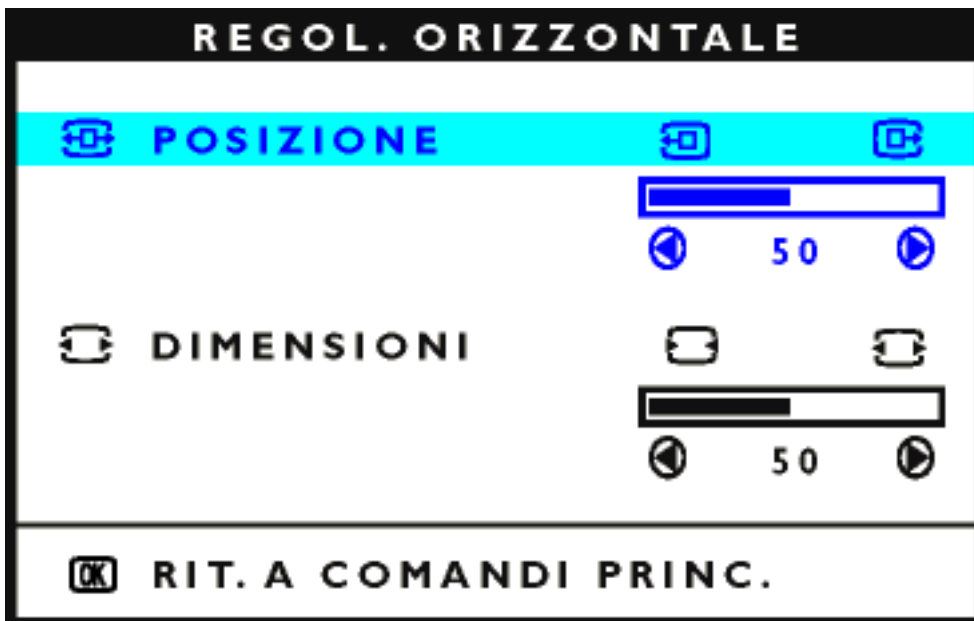 REGOL. ORIZZONTALE
POSIZIONE
50
DIMENSIONI
50
OK RIT. A COMANDI PRINC.